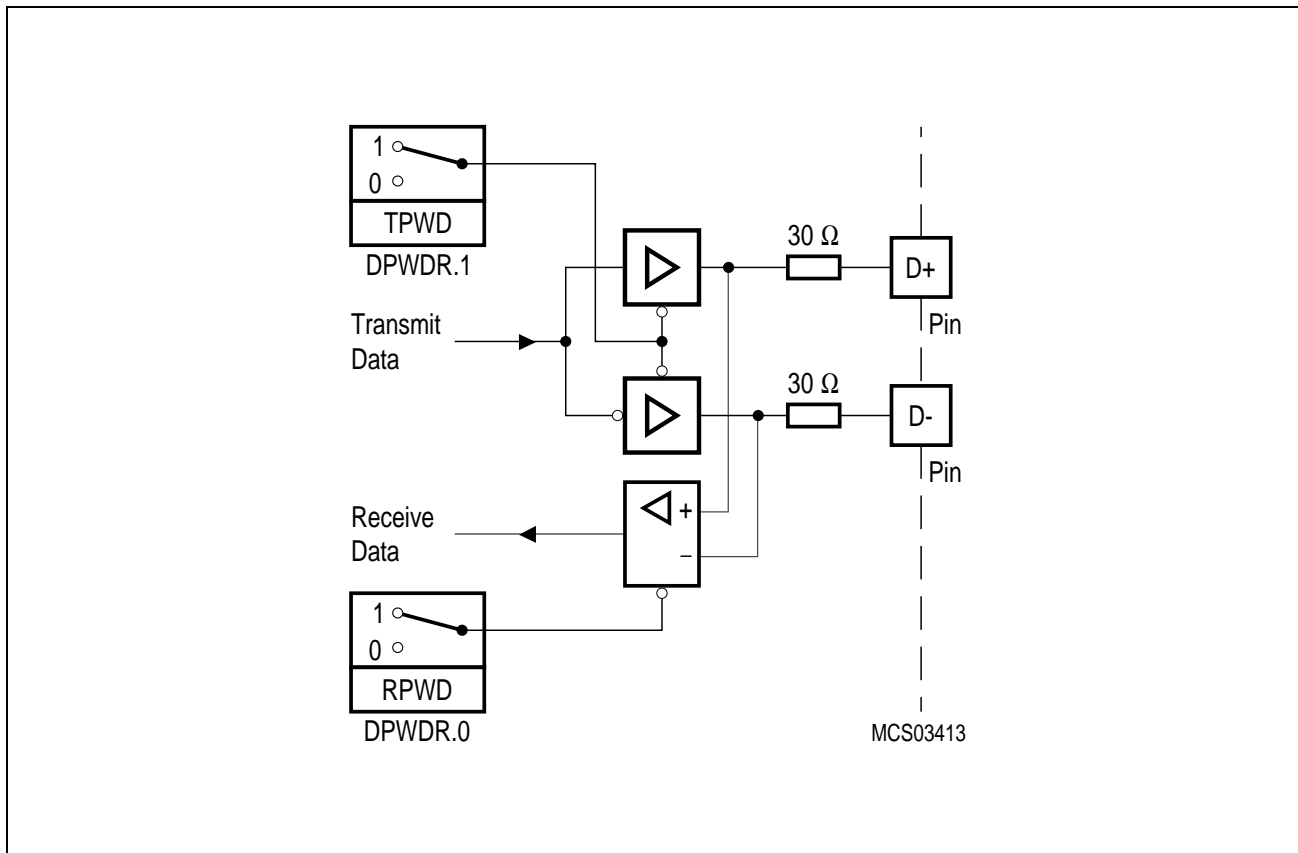 1
0
TPWD
DPWDR.1
30 Ω
D+
Pin
Transmit
Data
30 Ω
D-
Pin
+
−
Receive
Data
1
0
RPWD
DPWDR.0
MCS03413